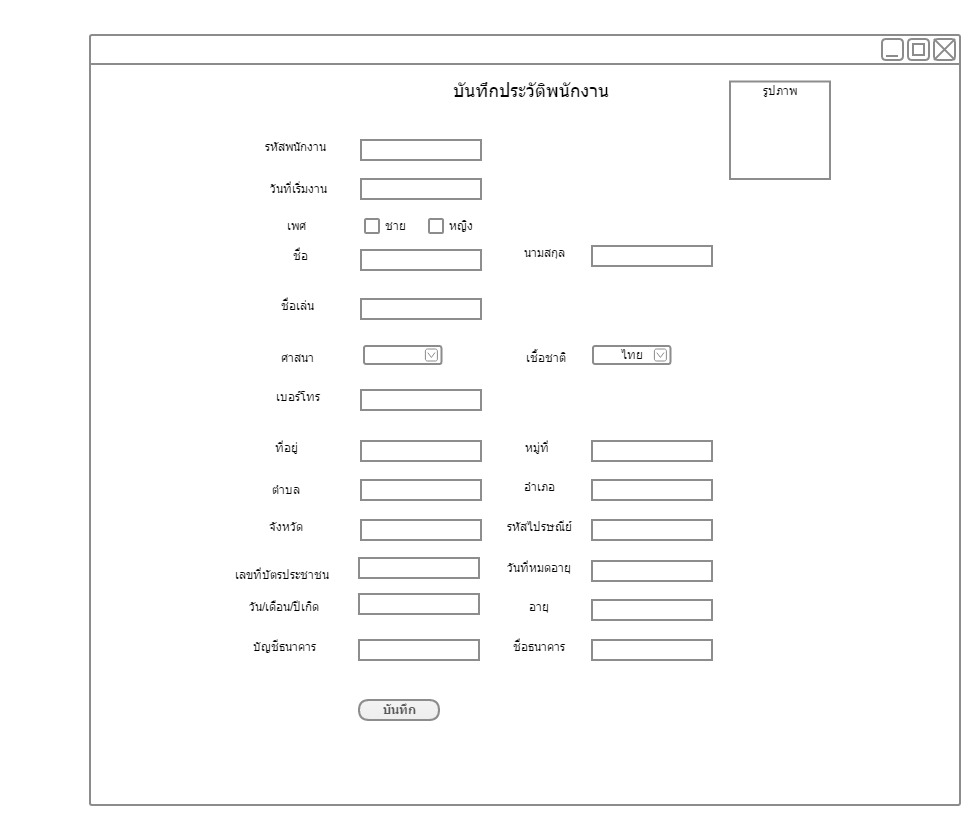 บันทึกประวัติพนักงาน
รูปภาพ
รหัสพนักงาน
วันที่เริ่มงาน
เพศ ชาย หญิง
ชื่อ นามสกุล
ชื่อเล่น
ศาสนา เชื้อชาติ ไทย
เบอร์โทร
ที่อยู่ หมู่ที่
ตำบล อำเภอ
จังหวัด รหัสไปรษณีย์
เลขที่บัตรประชาชน วันที่หมดอายุ
วัน/เดือน/ปีเกิด อายุ
บัญชีธนาคาร ชื่อธนาคาร
บันทึก